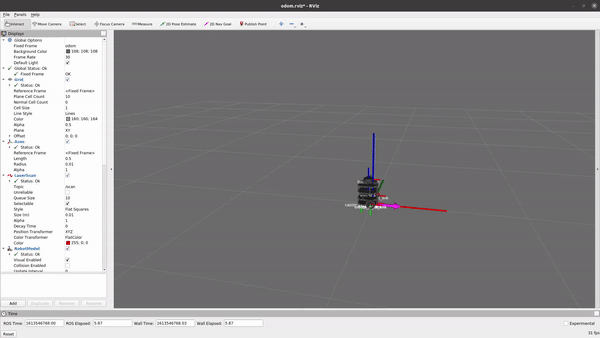 odom.rviz* - RViz
File Panels Help
Interact Move Camera Select Focus Camera Measure 2D Pose Estimate 2D Nav Goal Publish Point
Displays
Global Options
Fixed Frame odom
Background Color 108; 108; 108
Frame Rate 30
Default Light
Global Status: Ok
Fixed Frame OK
Grid
Status: Ok
Reference Frame <Fixed Frame>
Plane Cell Count 10
Normal Cell Count 0
Cell Size 1
Line Style Lines
Color 160; 160; 164
Alpha 0.5
Plane XY
Offset 0; 0; 0
Axes
Status: Ok
Reference Frame <Fixed Frame>
Length 0.5
Radius 0.01
Alpha 1
LaserScan
Status: Ok
Topic /scan
Unreliable
Queue Size 10
Selectable
Style Flat Squares
Size (m) 0.01
Alpha 1
Decay Time 0
Position Transformer XYZ
Color Transformer FlatColor
Color 255; 0; 0
RobotModel
Status: Ok
Visual Enabled
Collision Enabled
Update Interval 0
Add Duplicate Remove Rename
Time
ROS Time: 1613546768.00 ROS Elapsed: 5.87 Wall Time: 1613546768.03 Wall Elapsed: 5.87 Experimental
Reset 31 fps